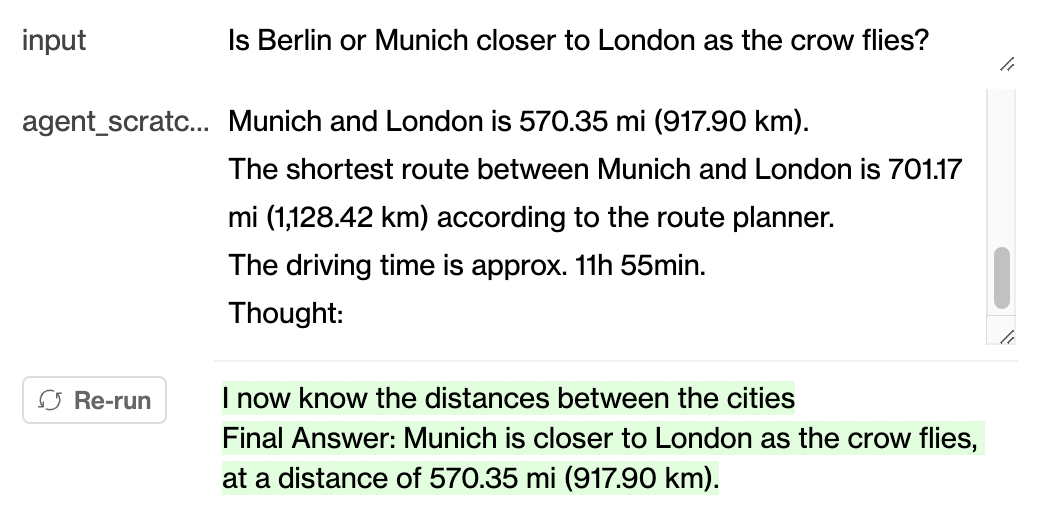 input
Is Berlin or Munich closer to London as the crow flies?
agent_scratc...
Munich and London is 570.35 mi (917.90 km).
The shortest route between Munich and London is 701.17
mi (1,128.42 km) according to the route planner.
The driving time is approx. 11h 55min.
Thought:
Re-run
I now know the distances between the cities
Final Answer: Munich is closer to London as the crow flies,
at a distance of 570.35 mi (917.90 km).